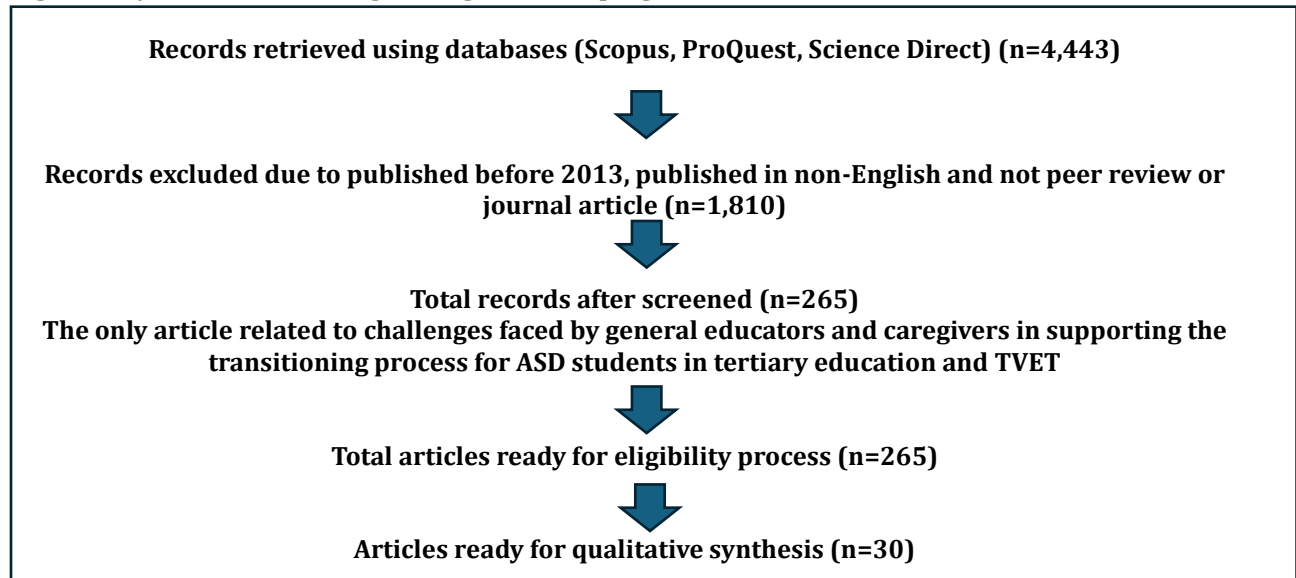 Records retrieved using databases (Scopus, ProQuest, Science Direct) (n=4,443)
Records excluded due to published before 2013, published in non-English and not peer review or
journal article (n=1,810)
Total records after screened (n=265)
The only article related to challenges faced by general educators and caregivers in supporting the
transitioning process for ASD students in tertiary education and TVET
Total articles ready for eligibility process (n=265)
Articles ready for qualitative synthesis (n=30)